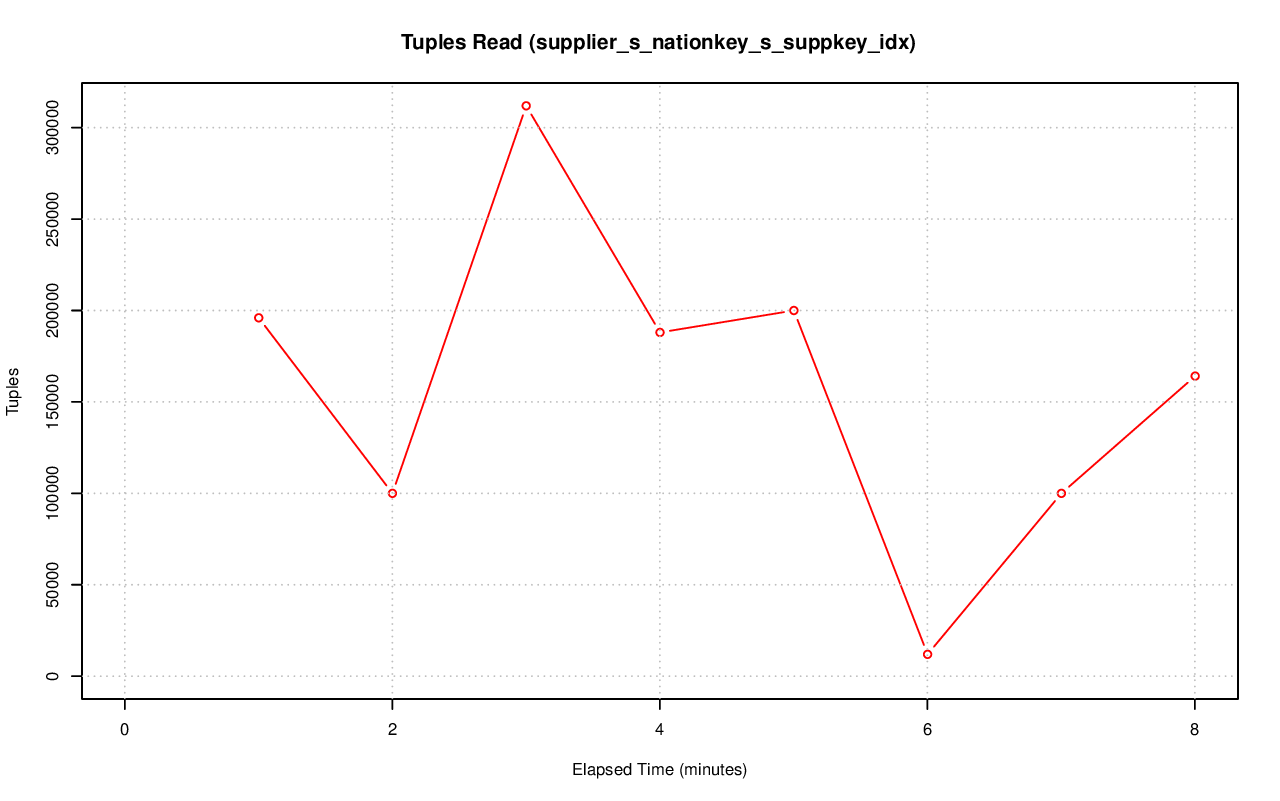 Tuples Read (supplier_s_nationkey_s_suppkey_idx)
300000
250000
200000
150000
100000
50000
0
Tuples
0 2 4 6 8
Elapsed Time (minutes)